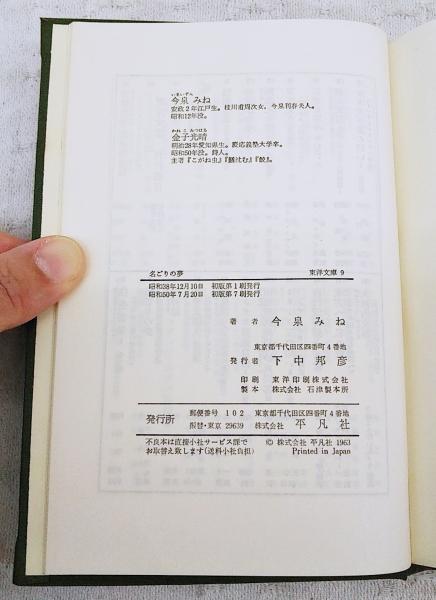 いまいずみ
今泉 みね
安政2年江戸生。桂川甫周次女。今泉利春夫人。
昭和12年没。
かねこ みつはる
金子光晴
明治28年愛知県生。慶応義塾大学卒。
昭和50年没。詩人。
主著『こがね虫』『鱶沈む』『鮫』。
名ごりの夢 東洋文庫 9
昭和38年12月10日 初版第1刷発行
昭和50年7月20日 初版第7刷発行
著者 今泉みね
東京都千代田区四番町4番地
発行者 下中邦彦
印刷 東洋印刷株式会社
製本 株式会社 石津製本所
発行所 郵便番号 102 東京都千代田区四番町4番地
振替・東京 29639 株式会社 平凡社
不良本は直接小社サービス課で
お取替え致します(送料小社負担)
© 株式会社 平凡社 1963
Printed in Japan